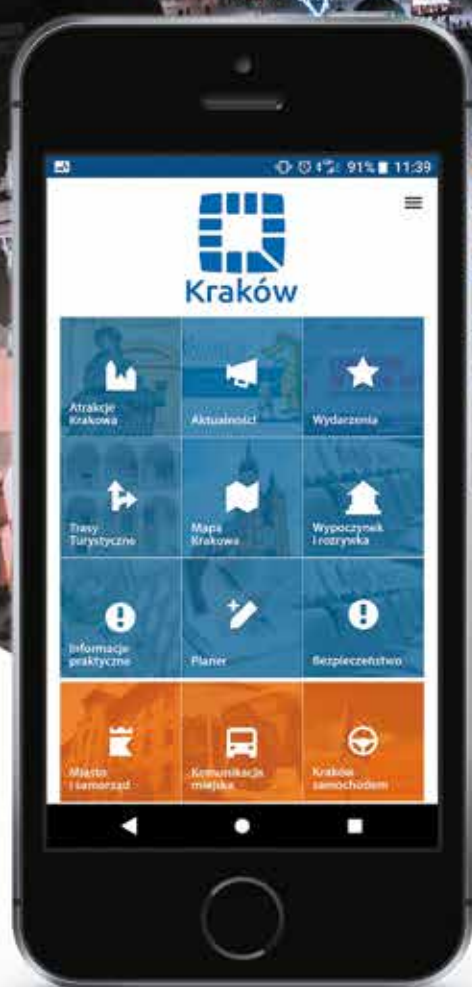 91% 11:39
Kraków
Atrakcje
Krakowa
Aktualności
Wydarzenia
Trasy
Turystyczne
Mapa
Krakowa
Wypoczynek
i rozrywka
Informacje
praktyczne
Planer
Bezpieczeństwo
Miasto
i samorząd
Komunikacja
miejska
Kraków
samochodem